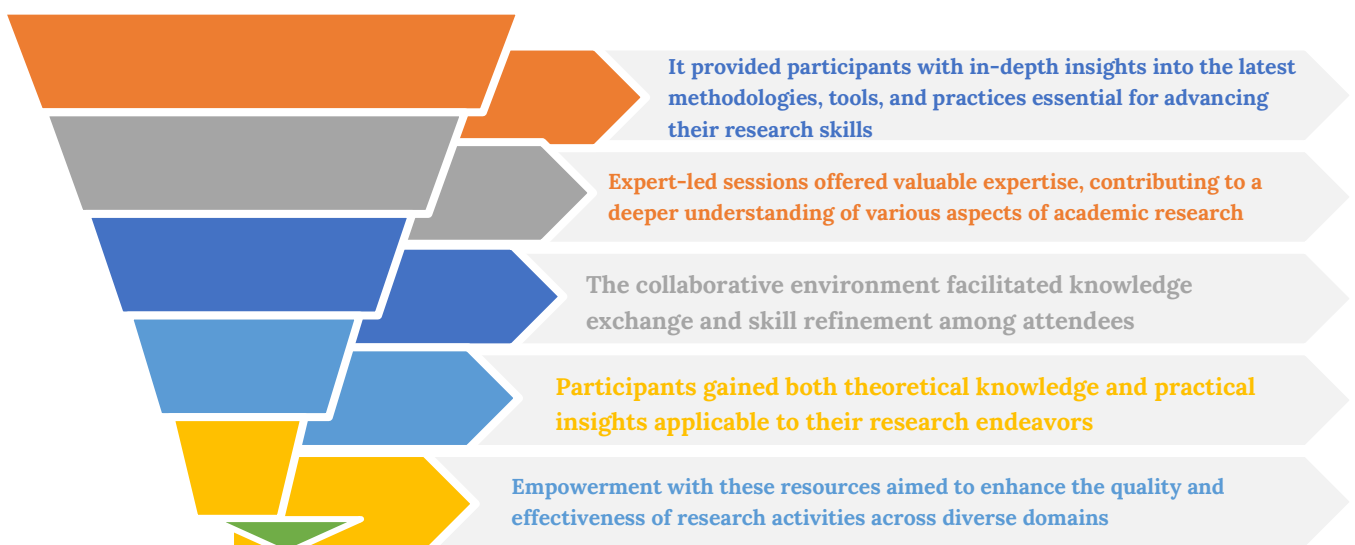 It provided participants with in-depth insights into the latest
methodologies, tools, and practices essential for advancing
their research skills
Expert-led sessions offered valuable expertise, contributing to a
deeper understanding of various aspects of academic research
The collaborative environment facilitated knowledge
exchange and skill refinement among attendees
Participants gained both theoretical knowledge and practical
insights applicable to their research endeavors
Empowerment with these resources aimed to enhance the quality and
effectiveness of research activities across diverse domains